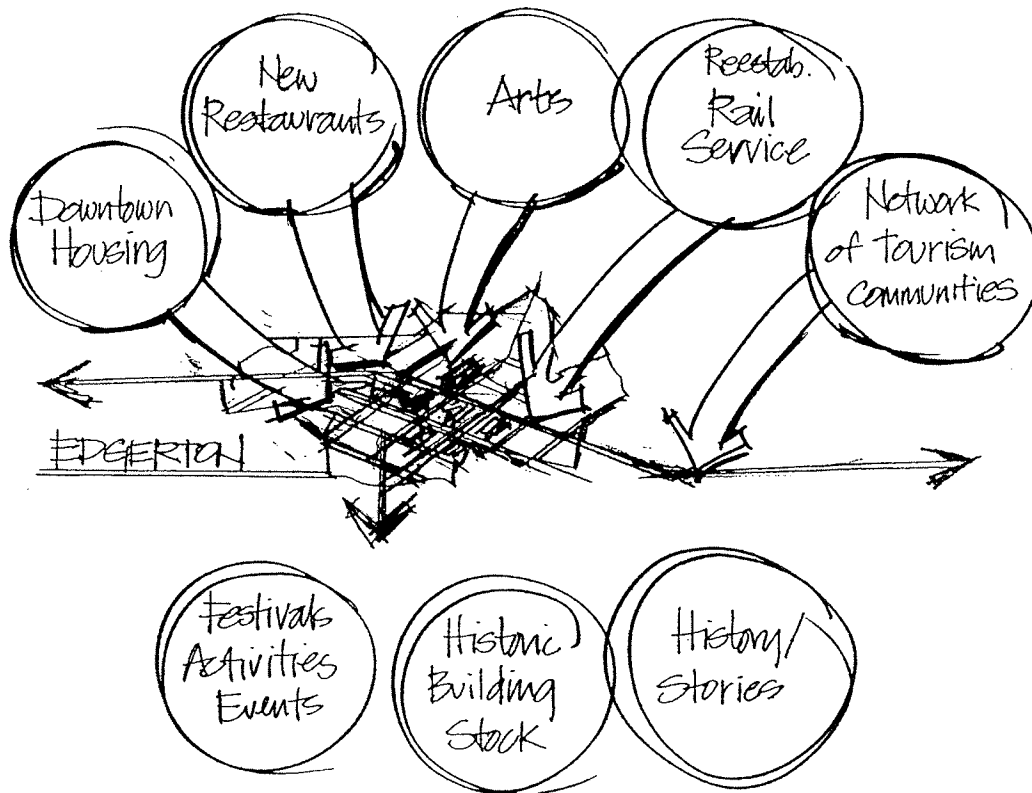 New
Restaurants
Arts
Reestab.
Rail
Service
Downtown
Housing
Network
of Tourism
communities
EDGERTON
Festivals
Activities
Events
Historic
Building
Stock
History/
Stories